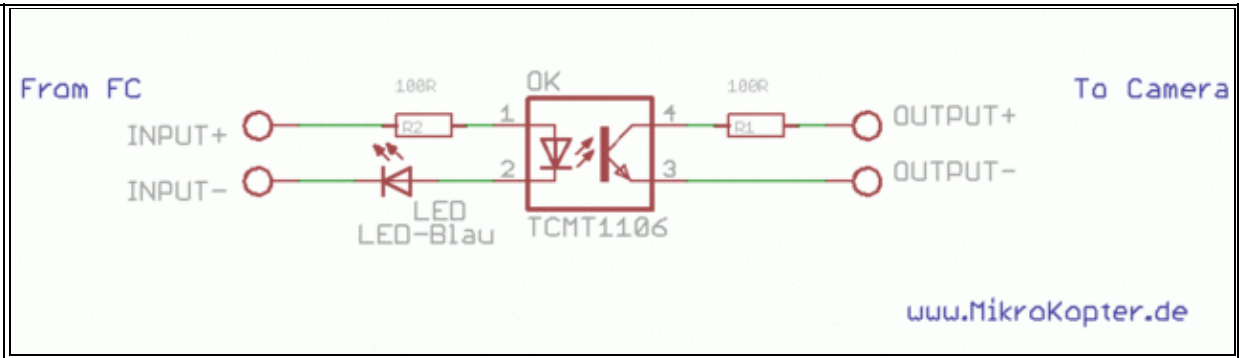 From FC
To Camera
100R
OK
100R
INPUT+
R2
1
4
R1
OUTPUT+
INPUT-
2
3
OUTPUT-
LED
LED-Blau
TCMT1106
www.MikroKopter.de